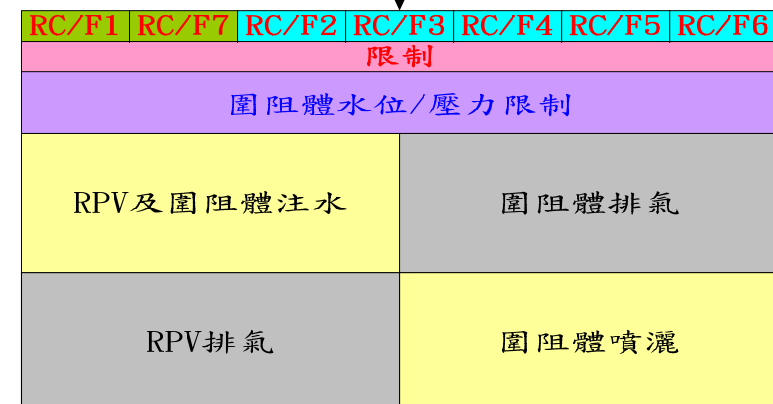 RC/F1 RC/F7 RC/F2 RC/F3 RC/F4 RC/F5 RC/F6
限制
圍阻體水位/壓力限制
RPV及圍阻體注水 圍阻體排氣
RPV排氣 圍阻體噴灑